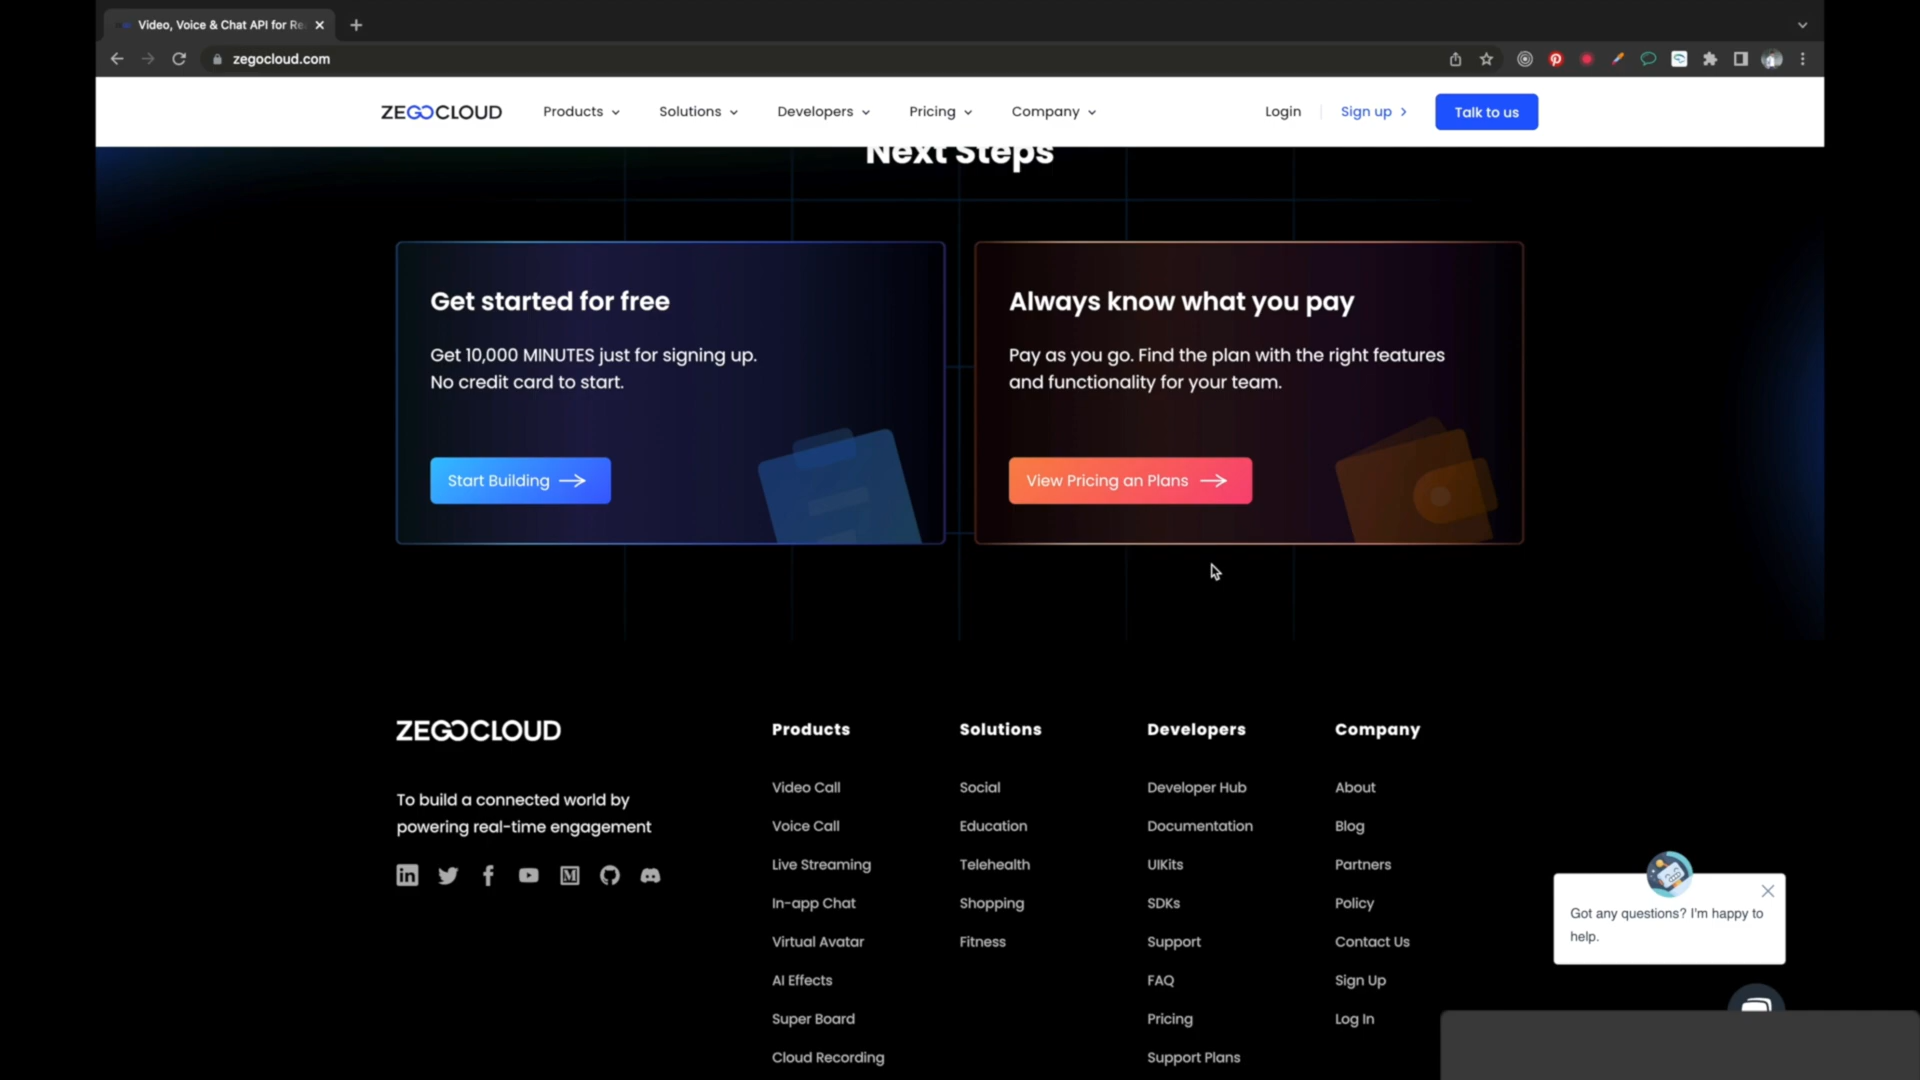 Video, Voice & Chat API for Re
zegocloud.com
ZEGOCLOUD
Products
Solutions
Developers
Pricing
Company
Login
Sign up
Talk to us
Next Steps
Get started for free
Get 10,000 MINUTES just for signing up.
No credit card to start.
Start Building
Always know what you pay
Pay as you go. Find the plan with the right features
and functionality for your team.
View Pricing an Plans
ZEGOCLOUD
To build a connected world by
powering real-time engagement
Products
Video Call
Voice Call
Live Streaming
In-app Chat
Virtual Avatar
AI Effects
Super Board
Cloud Recording
Solutions
Social
Education
Telehealth
Shopping
Fitness
Developers
Developer Hub
Documentation
UIKits
SDKs
Support
FAQ
Pricing
Support Plans
Company
About
Blog
Partners
Policy
Contact Us
Sign Up
Log In
Got any questions? I'm happy to
help.